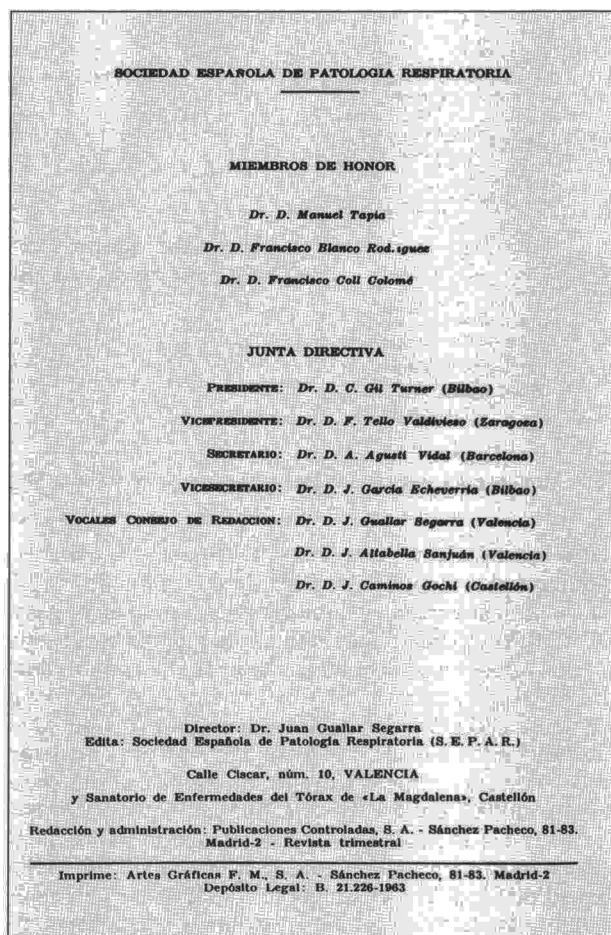 SOCIEDAD ESPAÑOLA DE PATOLOGIA RESPIRATORIA
MIEMBROS DE HONOR
Dr. D. Manuel Tapia
Dr. D. Francisco Blanco Rod.iguez
Dr. D. Francisco Coll Colomé
JUNTA DIRECTIVA
PRESIDENTE: Dr. D. C. Gil Turner (Bilbao)
VICEPRESIDENTE: Dr. D. F. Tello Valdivieso (Zaragoza)
SECRETARIO: Dr. D. A. Agustí Vidal (Barcelona)
VICESECRETARIO: Dr. D. J. García Echeverría (Bilbao)
VOCALES CONSEJO DE REDACCION: Dr. D. J. Guallar Segarra (Valencia)
Dr. D. J. Altabella Sanjuán (Valencia)
Dr. D. J. Caminos Gochi (Castellón)
Director: Dr. Juan Guallar Segarra
Edita: Sociedad Española de Patología Respiratoria (S. E. P. A. R.)
Calle Ciscar, núm. 10, VALENCIA
y Sanatorio de Enfermedades del Tórax de «La Magdalena», Castellón
Redacción y administración: Publicaciones Controladas, S. A. - Sánchez Pacheco, 81-83.
Madrid-2 - Revista trimestral
Imprime: Artes Gráficas F. M., S. A. - Sánchez Pacheco, 81-83. Madrid-2
Depósito Legal: B. 21.226-1963